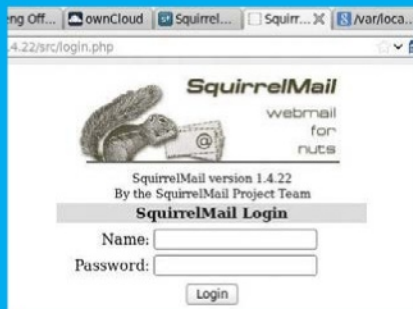 eng Off...
ownCloud
Squirrel...
Squirr...
/var/loca...
.4.22/src/login.php
SquirrelMail
webmail
for
nuts
@
SquirrelMail version 1.4.22
By the SquirrelMail Project Team
SquirrelMail Login
Name:
Password:
Login